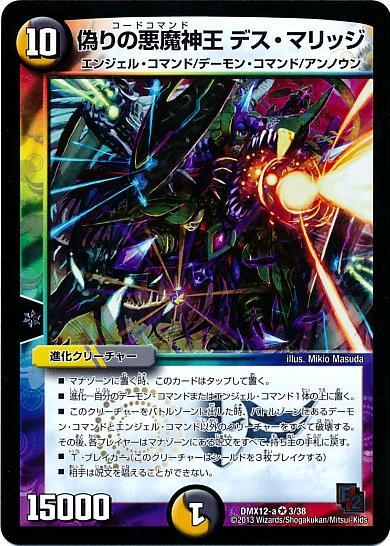 コードコマンド
10
偽りの悪魔神王 デス・マリッジ
エンジェル・コマンド/デーモン・コマンド/アンノウン
進化クリーチャー
illus. Mikio Masuda
■ マナゾーンに置く時、このカードはタップして置く。
■ 進化―自分のデーモン・コマンドまたはエンジェル・コマンド1体の上に置く。
■ このクリーチャーをバトルゾーンに出した時、バトルゾーンにあるデー
モン・コマンドとエンジェル・コマンド以外のクリーチャーをすべて破壊する。
その後、各プレイヤーはマナゾーンにある呪文をすべて持ち主の手札に戻す。
■ T・ブレイカー(このクリーチャーはシールドを3枚ブレイクする)
■ 相手は呪文を唱えることができない。
15000
1
DMX12-a 3/38
E2
©2013 Wizards/Shogakukan/Mitsui-Kids